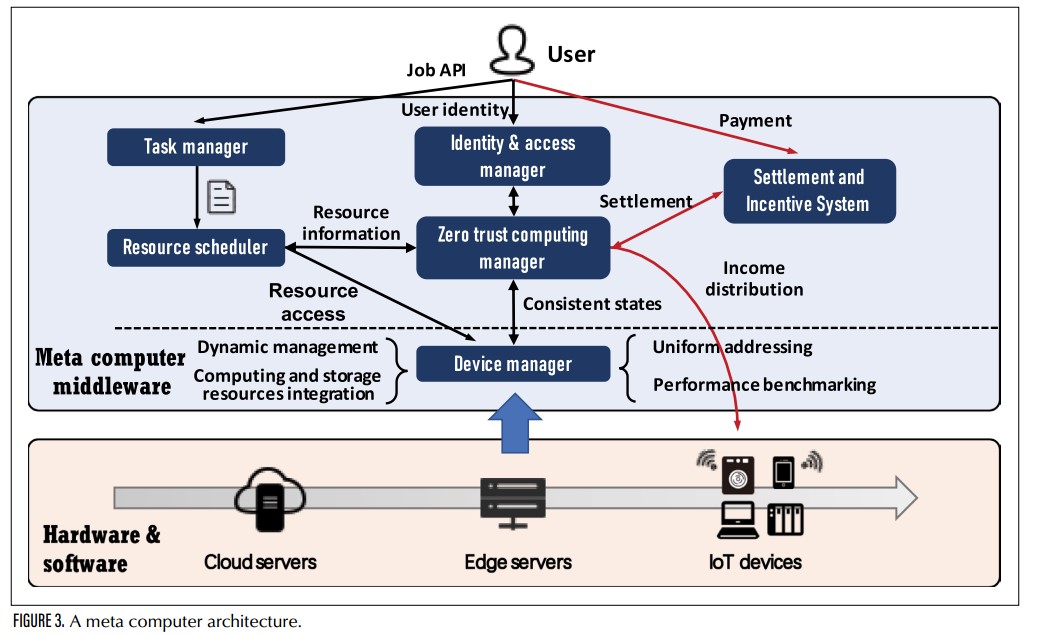 User
Job API
User identity
Payment
Task manager
Identity & access
manager
Settlement and
Incentive System
Settlement
Resource
information
Resource scheduler
Zero trust computing
manager
Income
distribution
Resource
access
Consistent states
Meta computer
middleware
Dynamic management
Computing and storage
resources integration
Device manager
Uniform addressing
Performance benchmarking
Hardware &
software
Cloud servers
Edge servers
IoT devices
FIGURE 3. A meta computer architecture.